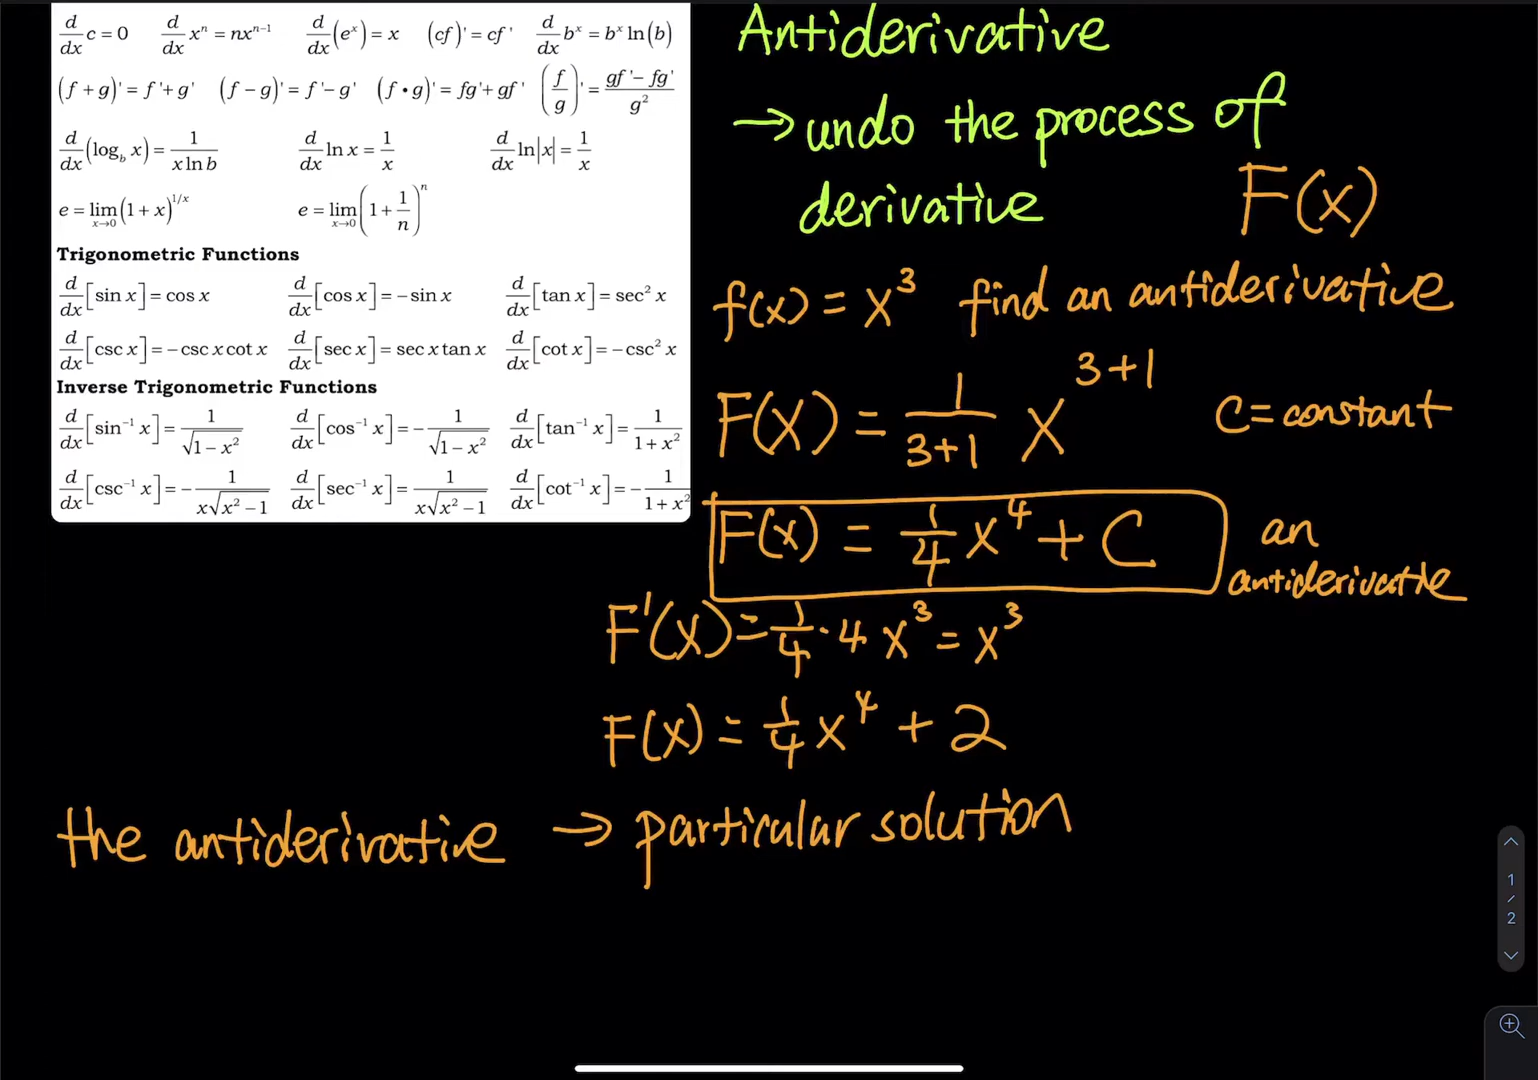 d/dx c = 0   d/dx xⁿ = nxⁿ⁻¹   d/dx (eˣ) = x   (cf)' = cf'   d/dx bˣ = bˣ ln(b)
(f + g)' = f' + g'   (f − g)' = f' − g'   (f • g)' = fg' + gf'   (f/g)' = (gf' − fg')/g²
d/dx (log_b x) = 1/(x ln b)   d/dx ln x = 1/x   d/dx ln|x| = 1/x
e = lim_{x→0} (1 + x)^{1/x}   e = lim_{x→0} (1 + 1/n)ⁿ
Trigonometric Functions
d/dx [sin x] = cos x   d/dx [cos x] = −sin x   d/dx [tan x] = sec² x
d/dx [csc x] = −csc x cot x   d/dx [sec x] = sec x tan x   d/dx [cot x] = −csc² x
Inverse Trigonometric Functions
d/dx [sin⁻¹ x] = 1/√(1 − x²)   d/dx [cos⁻¹ x] = −1/√(1 − x²)   d/dx [tan⁻¹ x] = 1/(1 + x²)
d/dx [csc⁻¹ x] = −1/(x√(x² − 1))   d/dx [sec⁻¹ x] = 1/(x√(x² − 1))   d/dx [cot⁻¹ x] = −1/(1 + x²)
Antiderivative
→ undo the process of
derivative   F(x)
f(x) = x³ find an antiderivative
F(x) = 1/(3+1) x^{3+1}   C = constant
F(x) = 1/4 x⁴ + C   an
antiderivative
F'(x) = 1/4 · 4x³ = x³
F(x) = 1/4 x⁴ + 2
the antiderivative → particular solution
1
/
2